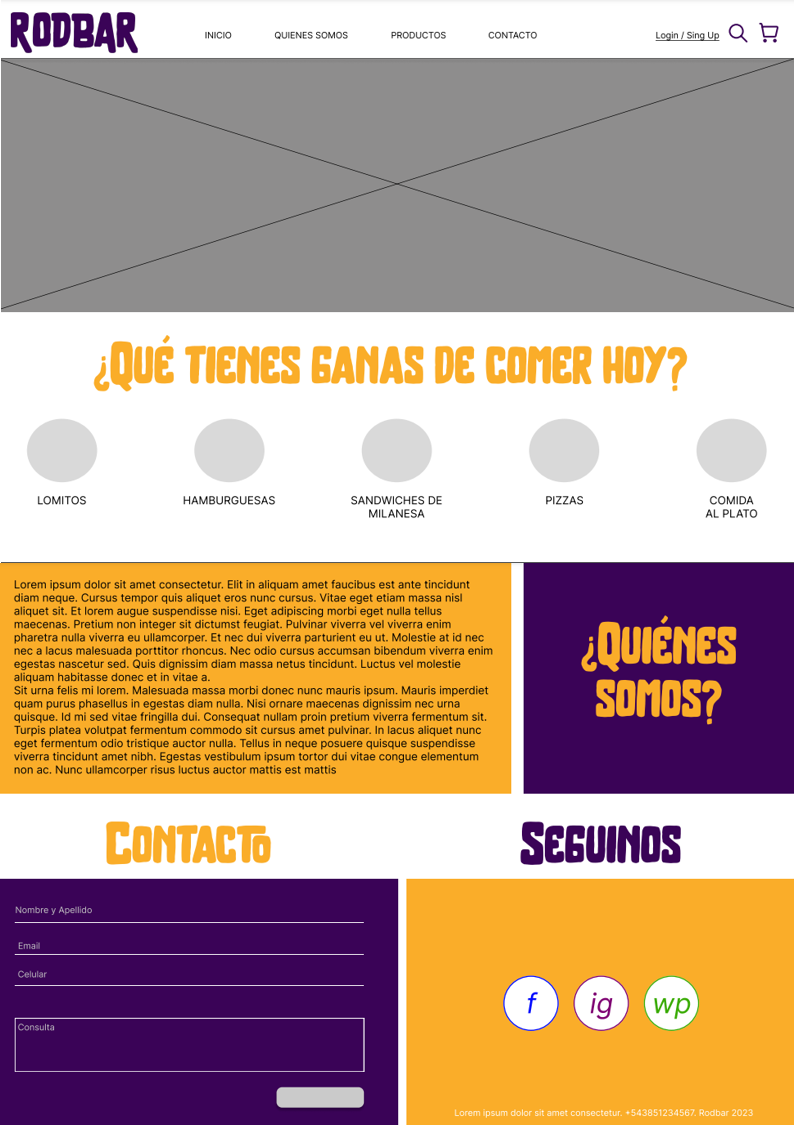 RODBAR
INICIO
QUIENES SOMOS
PRODUCTOS
CONTACTO
Login / Sing Up
¿QUÉ TIENES GANAS DE COMER HOY?
LOMITOS
HAMBURGUESAS
SANDWICHES DE
MILANESA
PIZZAS
COMIDA
AL PLATO
Lorem ipsum dolor sit amet consectetur. Elit in aliquam amet faucibus est ante tincidunt
diam neque. Cursus tempor quis aliquet eros nunc cursus. Vitae eget etiam massa nisl
aliquet sit. Et lorem augue suspendisse nisi. Eget adipiscing morbi eget nulla tellus
maecenas. Pretium non integer sit dictumst feugiat. Pulvinar viverra vel viverra enim
pharetra nulla viverra eu ullamcorper. Et nec dui viverra parturient eu ut. Molestie at id nec
nec a lacus malesuada porttitor rhoncus. Nec odio cursus accumsan bibendum viverra enim
egestas nascetur sed. Quis dignissim diam massa netus tincidunt. Luctus vel molestie
aliquam habitasse donec et in vitae a.
Sit urna felis mi lorem. Malesuada massa morbi donec nunc mauris ipsum. Mauris imperdiet
quam purus phasellus in egestas diam nulla. Nisi ornare maecenas dignissim nec urna
quisque. Id mi sed vitae fringilla dui. Consequat nullam proin pretium viverra fermentum sit.
Turpis platea volutpat fermentum commodo sit cursus amet pulvinar. In lacus aliquet nunc
eget fermentum odio tristique auctor nulla. Tellus in neque posuere quisque suspendisse
viverra tincidunt amet nibh. Egestas vestibulum ipsum tortor dui vitae congue elementum
non ac. Nunc ullamcorper risus luctus auctor mattis est mattis
¿QUIÉNES
SOMOS?
CONTACTO
SEGUINOS
Nombre y Apellido
Email
Celular
Consulta
f
ig
wp
Lorem ipsum dolor sit amet consectetur. +543851234567. Rodbar 2023